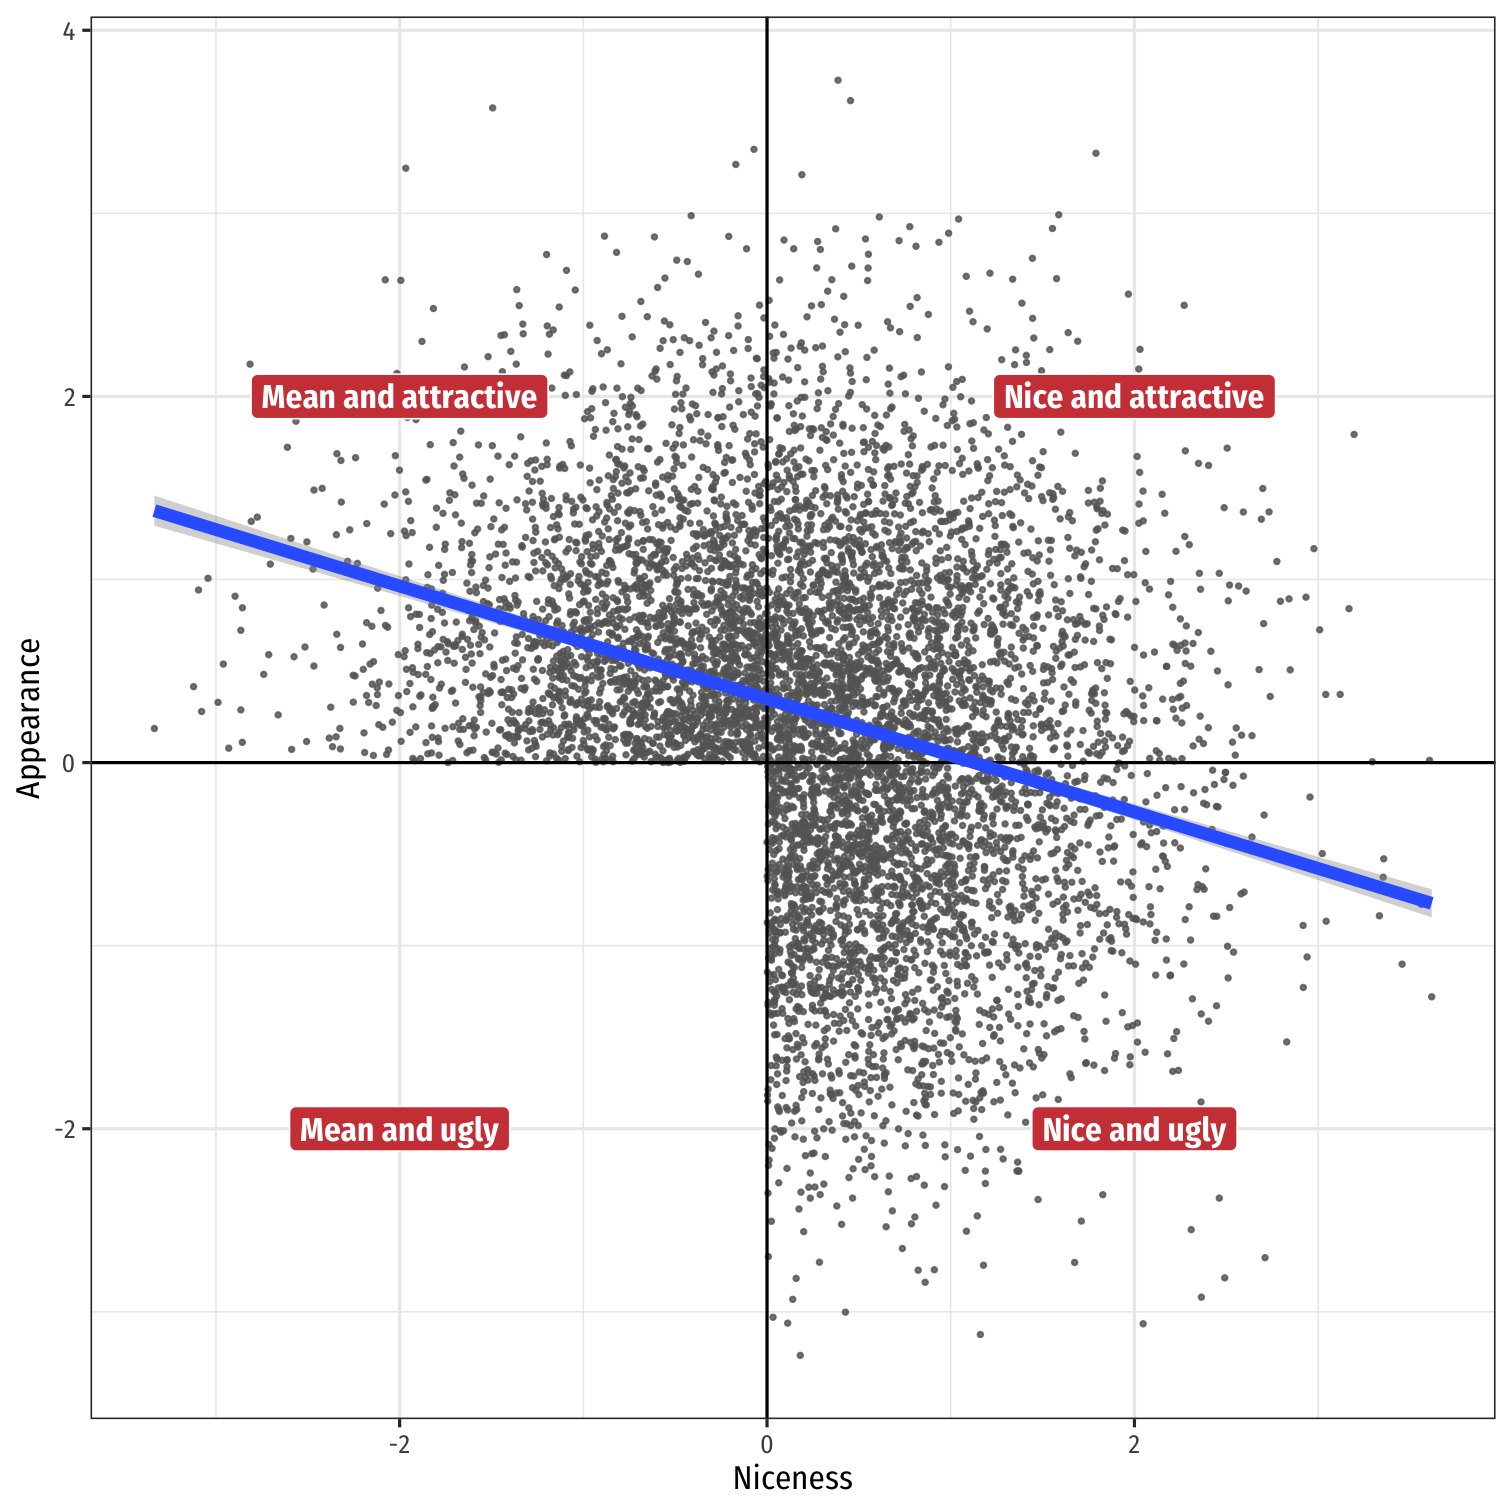 4
Mean and attractive
Nice and attractive
2
Appearance
0
Mean and ugly
Nice and ugly
-2
-2
0
2
Niceness